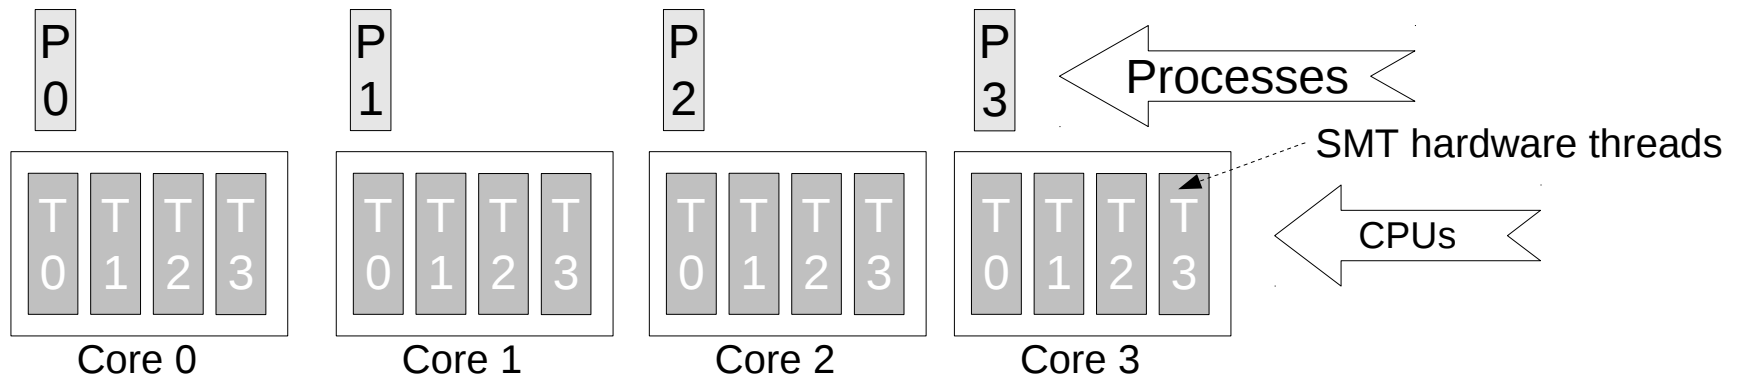 P P P P
0 1 2 3
Processes
SMT hardware threads
T T T T T T T T T T T T T T T T
0 1 2 3 0 1 2 3 0 1 2 3 0 1 2 3
CPUs
Core 0 Core 1 Core 2 Core 3